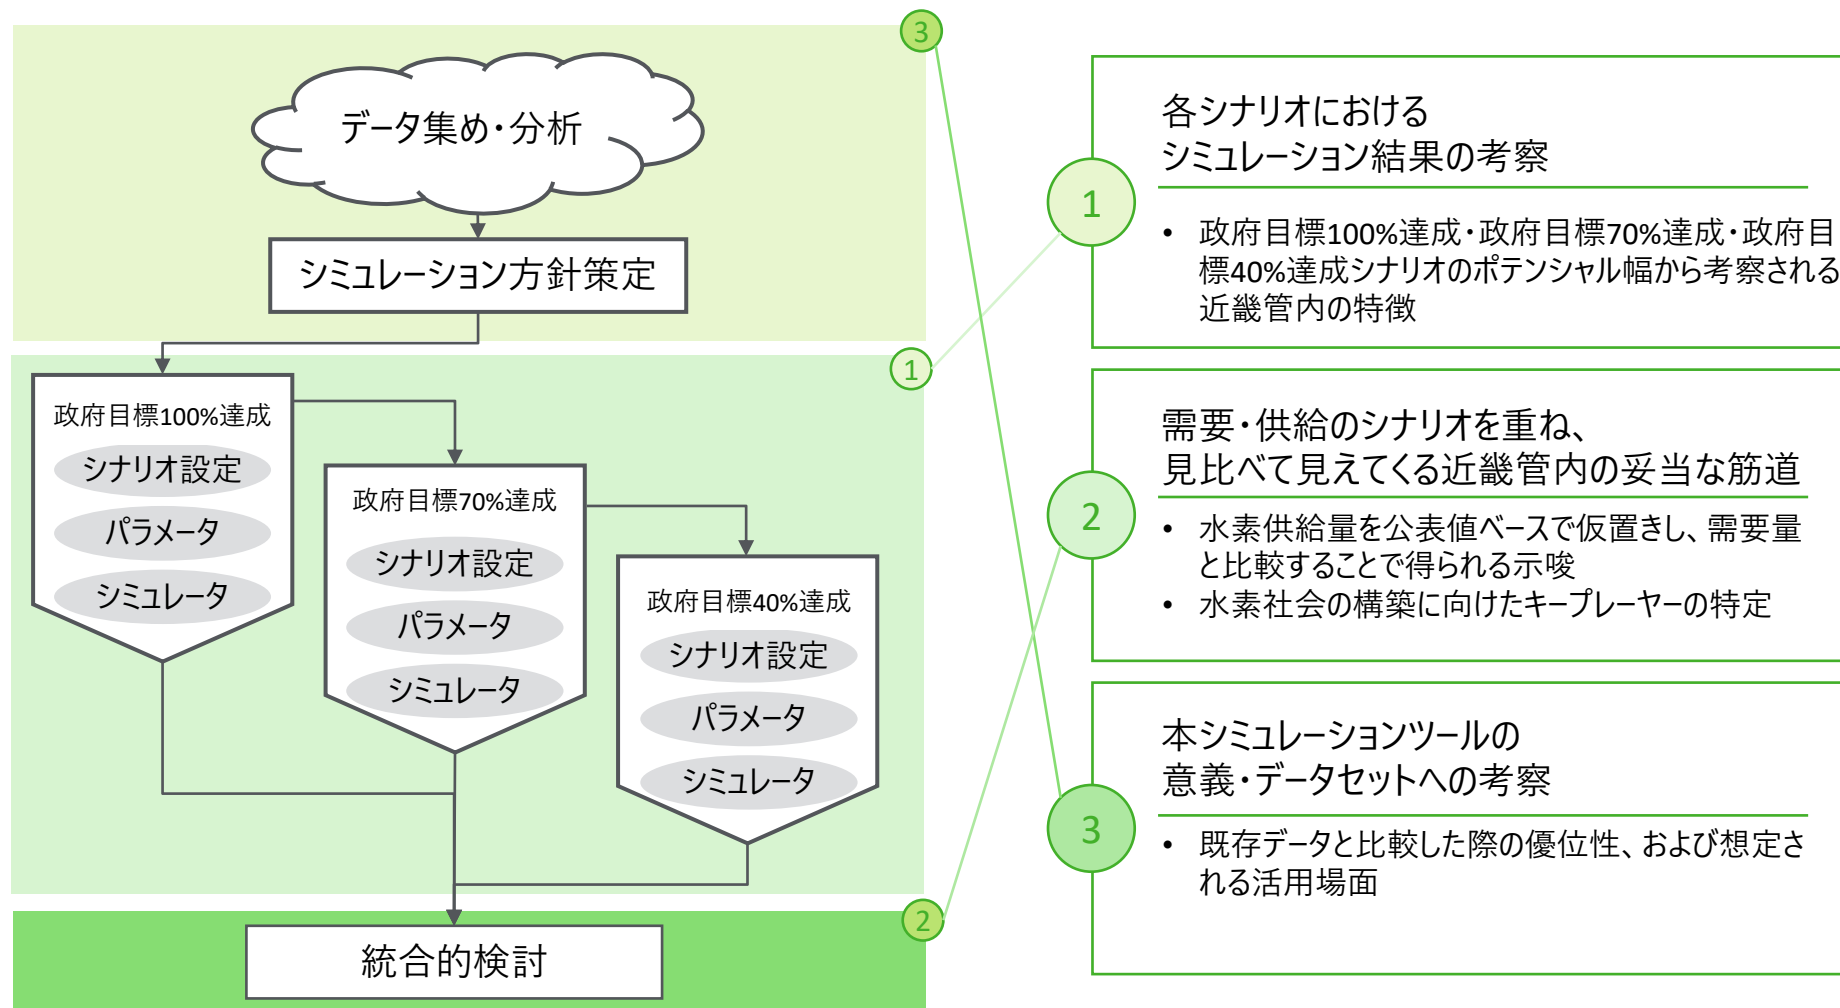 3
データ集め・分析
シミュレーション方針策定
1
政府目標100%達成
シナリオ設定
パラメータ
シミュレータ
政府目標70%達成
シナリオ設定
パラメータ
シミュレータ
政府目標40%達成
シナリオ設定
パラメータ
シミュレータ
2
統合的検討
1
各シナリオにおける
シミュレーション結果の考察
• 政府目標100%達成・政府目標70%達成・政府目
標40%達成シナリオのポテンシャル幅から考察される
近畿管内の特徴
2
需要・供給のシナリオを重ね、
見比べて見えてくる近畿管内の妥当な筋道
• 水素供給量を公表値ベースで仮置きし、需要量
と比較することで得られる示唆
• 水素社会の構築に向けたキープレーヤーの特定
3
本シミュレーションツールの
意義・データセットへの考察
• 既存データと比較した際の優位性、および想定さ
れる活用場面